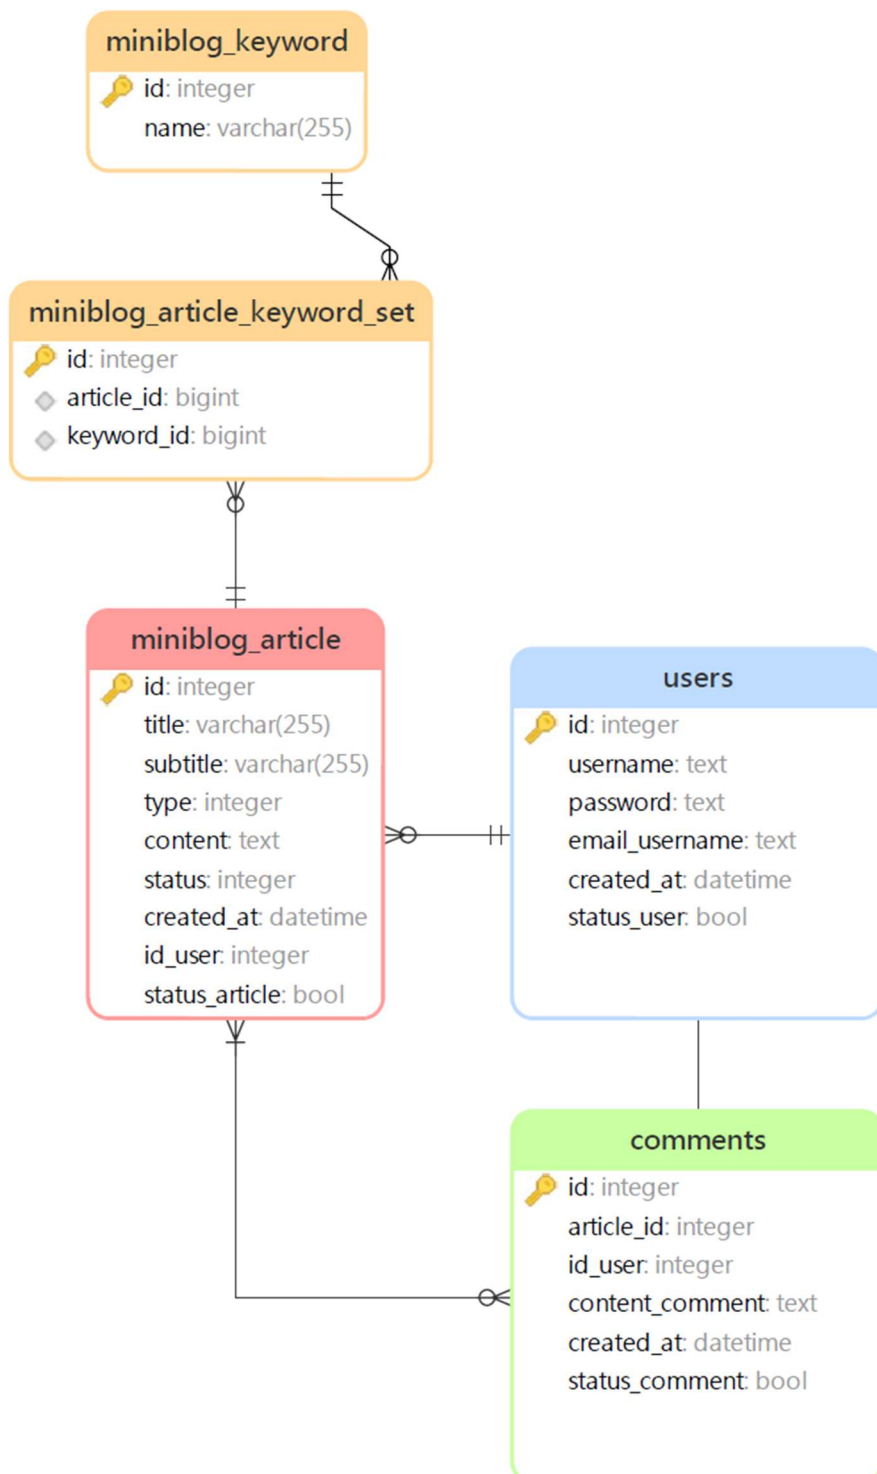 miniblog_keyword
id: integer
name: varchar(255)
miniblog_article_keyword_set
id: integer
article_id: bigint
keyword_id: bigint
miniblog_article
id: integer
title: varchar(255)
subtitle: varchar(255)
type: integer
content: text
status: integer
created_at: datetime
id_user: integer
status_article: bool
users
id: integer
username: text
password: text
email_username: text
created_at: datetime
status_user: bool
comments
id: integer
article_id: integer
id_user: integer
content_comment: text
created_at: datetime
status_comment: bool